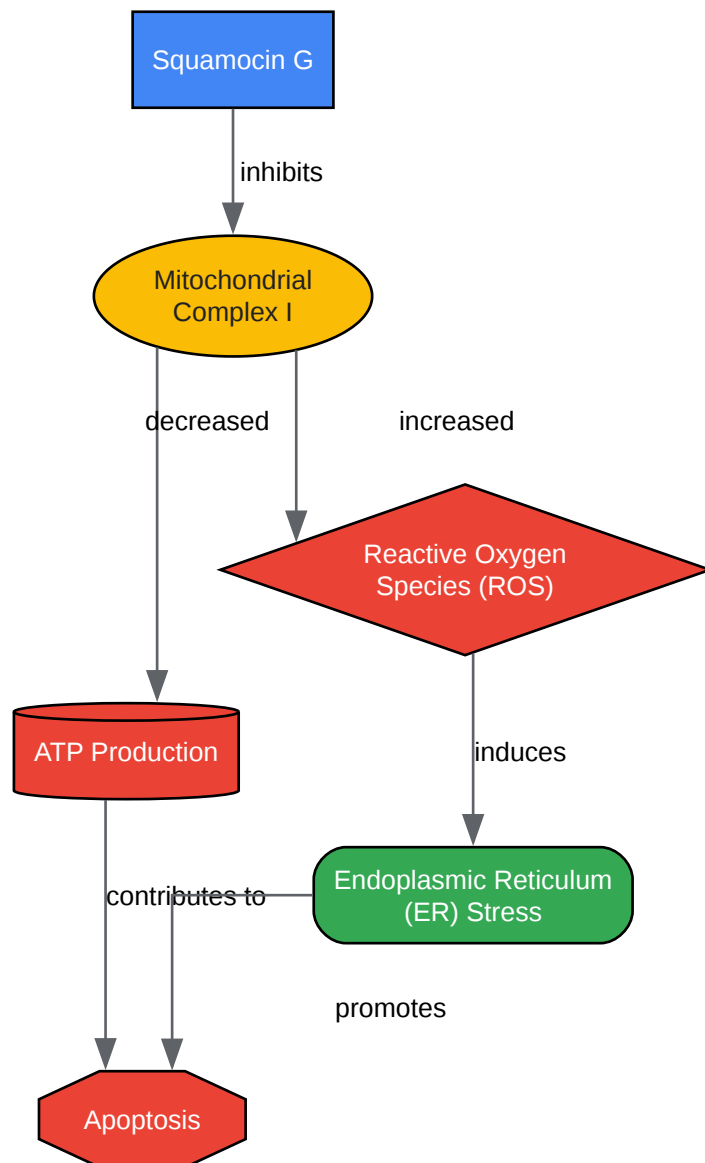 Squamocin G
inhibits
Mitochondrial
Complex I
decreased
increased
Reactive Oxygen
Species (ROS)
ATP Production
induces
Endoplasmic Reticulum
(ER) Stress
contributes to
promotes
Apoptosis